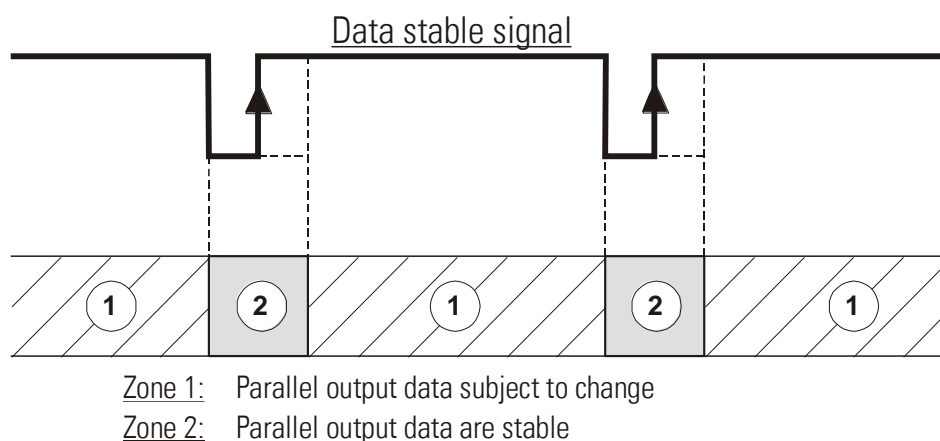 Data stable signal
1 2 1 2 1
Zone 1: Parallel output data subject to change
Zone 2: Parallel output data are stable